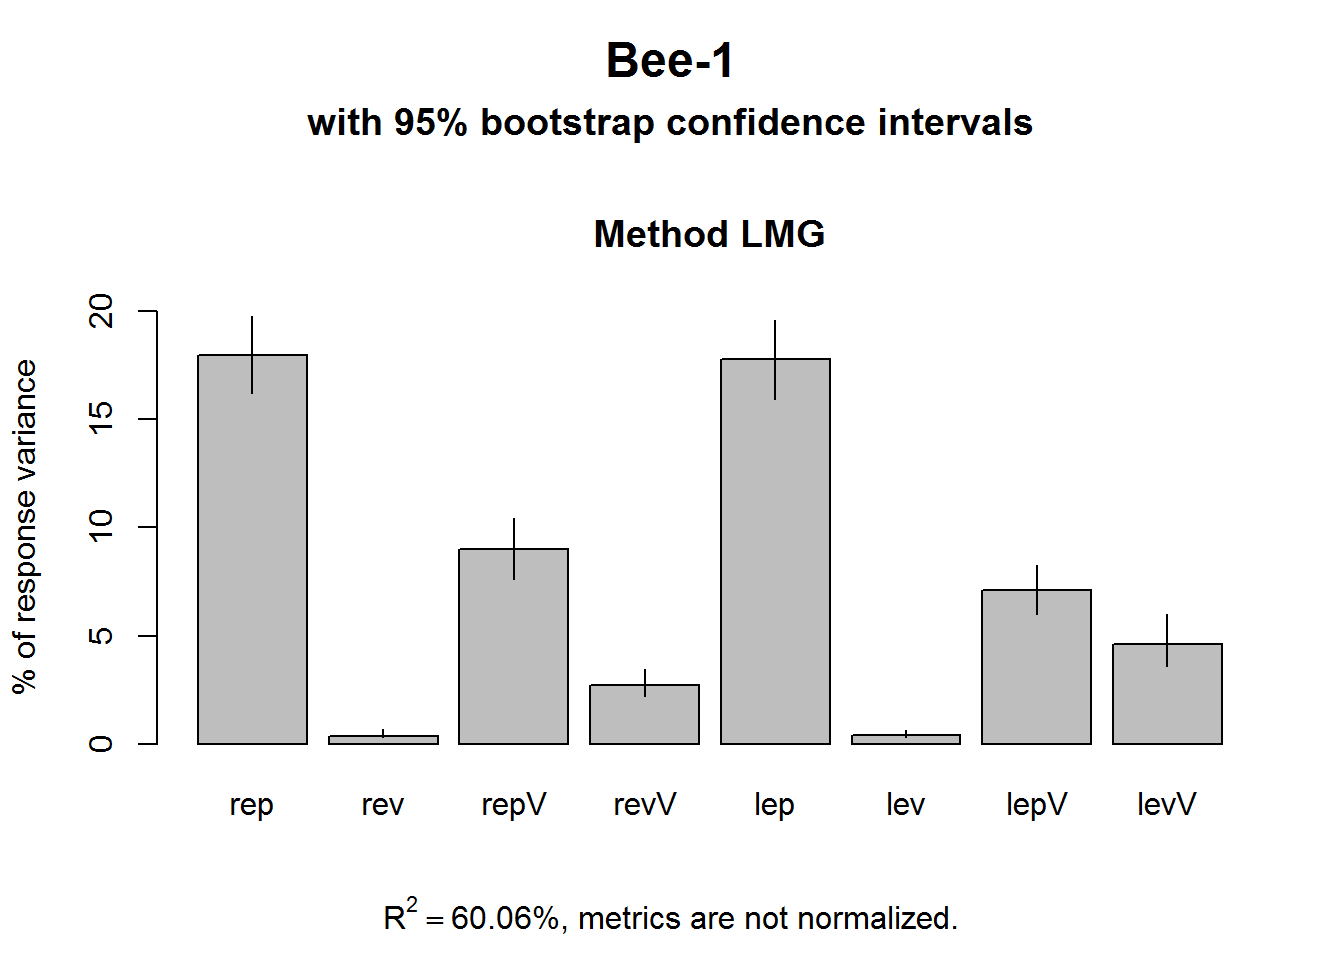 Bee-1
with 95% bootstrap confidence intervals
Method LMG
% of response variance
20
15
10
5
0
rep rev repV revV lep lev lepV levV
R² = 60.06%, metrics are not normalized.